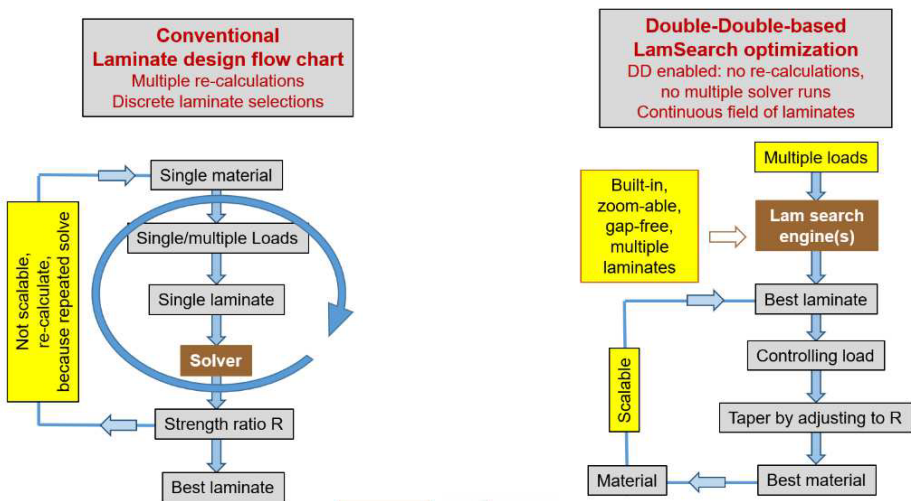 Conventional
Laminate design flow chart
Multiple re-calculations
Discrete laminate selections
Single material
Single/multiple Loads
Single laminate
Solver
Strength ratio R
Best laminate
Not scalable,
re-calculate,
because repeated solve
Double-Double-based
LamSearch optimization
DD enabled: no re-calculations,
no multiple solver runs
Continuous field of laminates
Multiple loads
Built-in,
zoom-able,
gap-free,
multiple
laminates
Lam search
engine(s)
Best laminate
Controlling load
Taper by adjusting to R
Best material
Material
Scalable